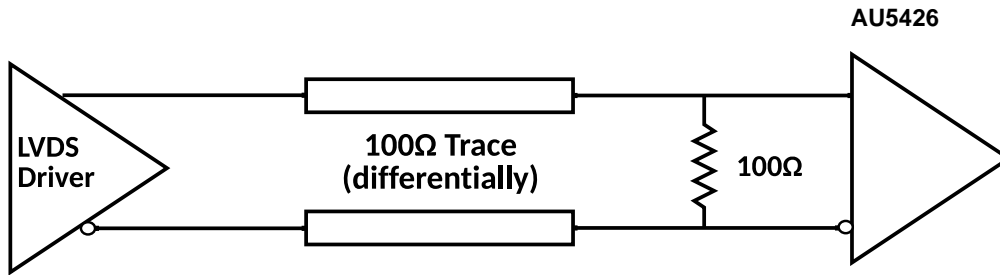 AU5426
LVDS
Driver
100Ω Trace
(differentially)
100Ω